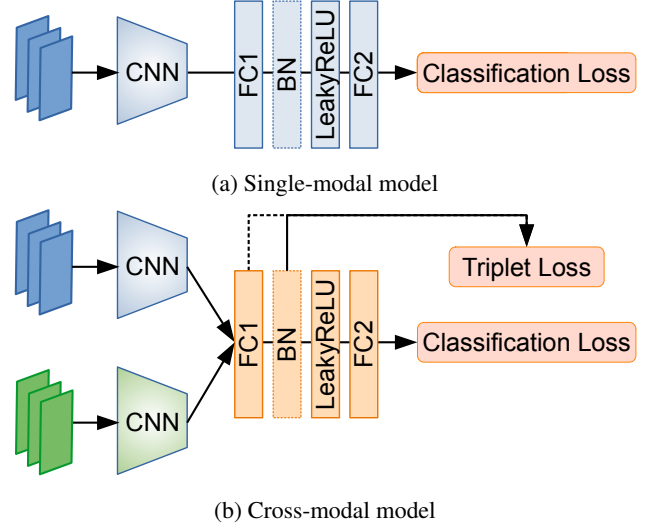 CNN
FC1
BN
LeakyReLU
FC2
Classification Loss
(a) Single-modal model
CNN
Triplet Loss
FC1
BN
LeakyReLU
FC2
Classification Loss
CNN
(b) Cross-modal model